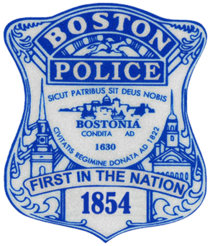 BOSTON
POLICE
SICUT PATRIBUS SIT DEUS NOBIS
BOSTONIA
CONDITA AD
1630
CIVITATIS REGIMINE DONATA AD 1822
FIRST IN THE NATION
1854